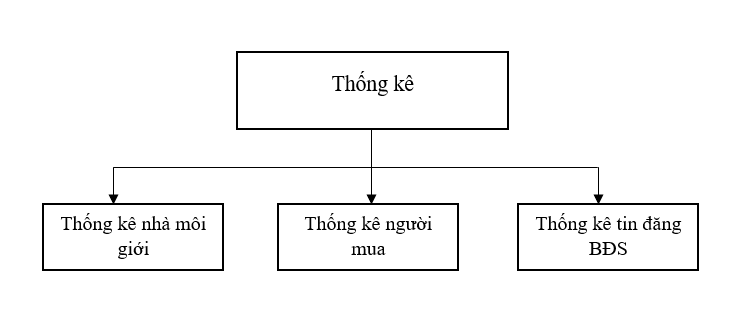 Thống kê
Thống kê nhà môi
giới
Thống kê người
mua
Thống kê tin đăng
BĐS